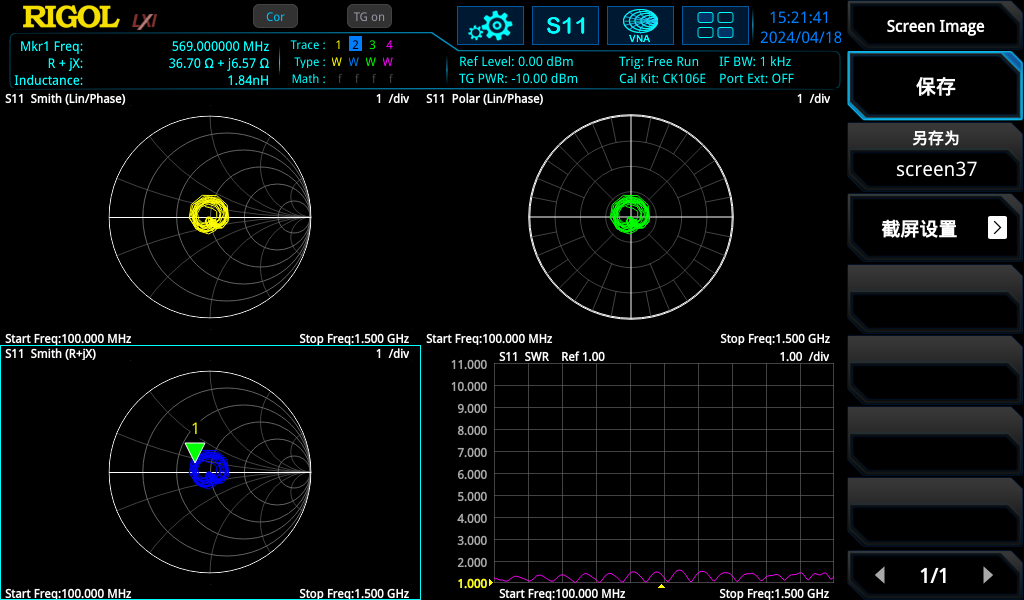 RIGOL LXI Cor TG on S11 VNA 15:21:41
2024/04/18
Mkr1 Freq: 569.000000 MHz
R + jX: 36.70 Ω + j6.57 Ω
Inductance: 1.84nH
Trace : 1 2 3 4
Type : W W W W
Math : f f f f
Ref Level: 0.00 dBm Trig: Free Run IF BW: 1 kHz
TG PWR: -10.00 dBm Cal Kit: CK106E Port Ext: OFF
S11 Smith (Lin/Phase) 1 /div
Start Freq:100.000 MHz Stop Freq:1.500 GHz
S11 Polar (Lin/Phase) 1 /div
Start Freq:100.000 MHz Stop Freq:1.500 GHz
S11 Smith (R+jX) 1 /div
1
Start Freq:100.000 MHz Stop Freq:1.500 GHz
S11 SWR Ref 1.00 1.00 /div
11.000
10.000
9.000
8.000
7.000
6.000
5.000
4.000
3.000
2.000
1.000
Start Freq:100.000 MHz Stop Freq:1.500 GHz
Screen Image
保存
另存为
screen37
截屏设置
1/1